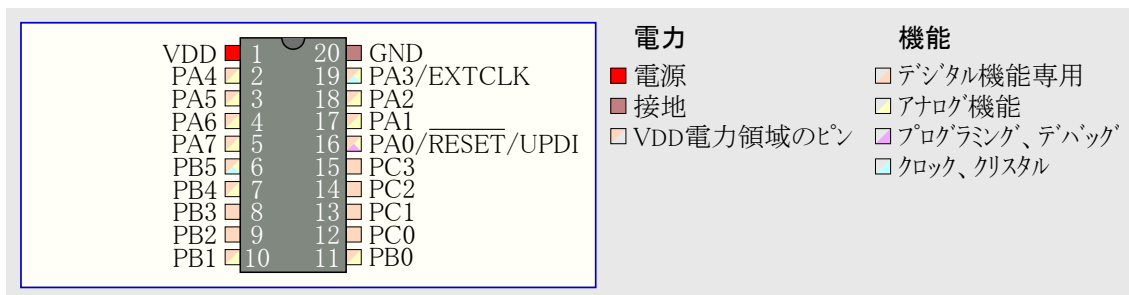 VDD 1 20 GND
PA4 2 19 PA3/EXTCLK
PA5 3 18 PA2
PA6 4 17 PA1
PA7 5 16 PA0/RESET/UPDI
PB5 6 15 PC3
PB4 7 14 PC2
PB3 8 13 PC1
PB2 9 12 PC0
PB1 10 11 PB0
電力
電源
接地
VDD電力領域のピン
機能
デジタル機能専用
アナログ機能
プログラミング、デバッグ
クロック、クリスタル